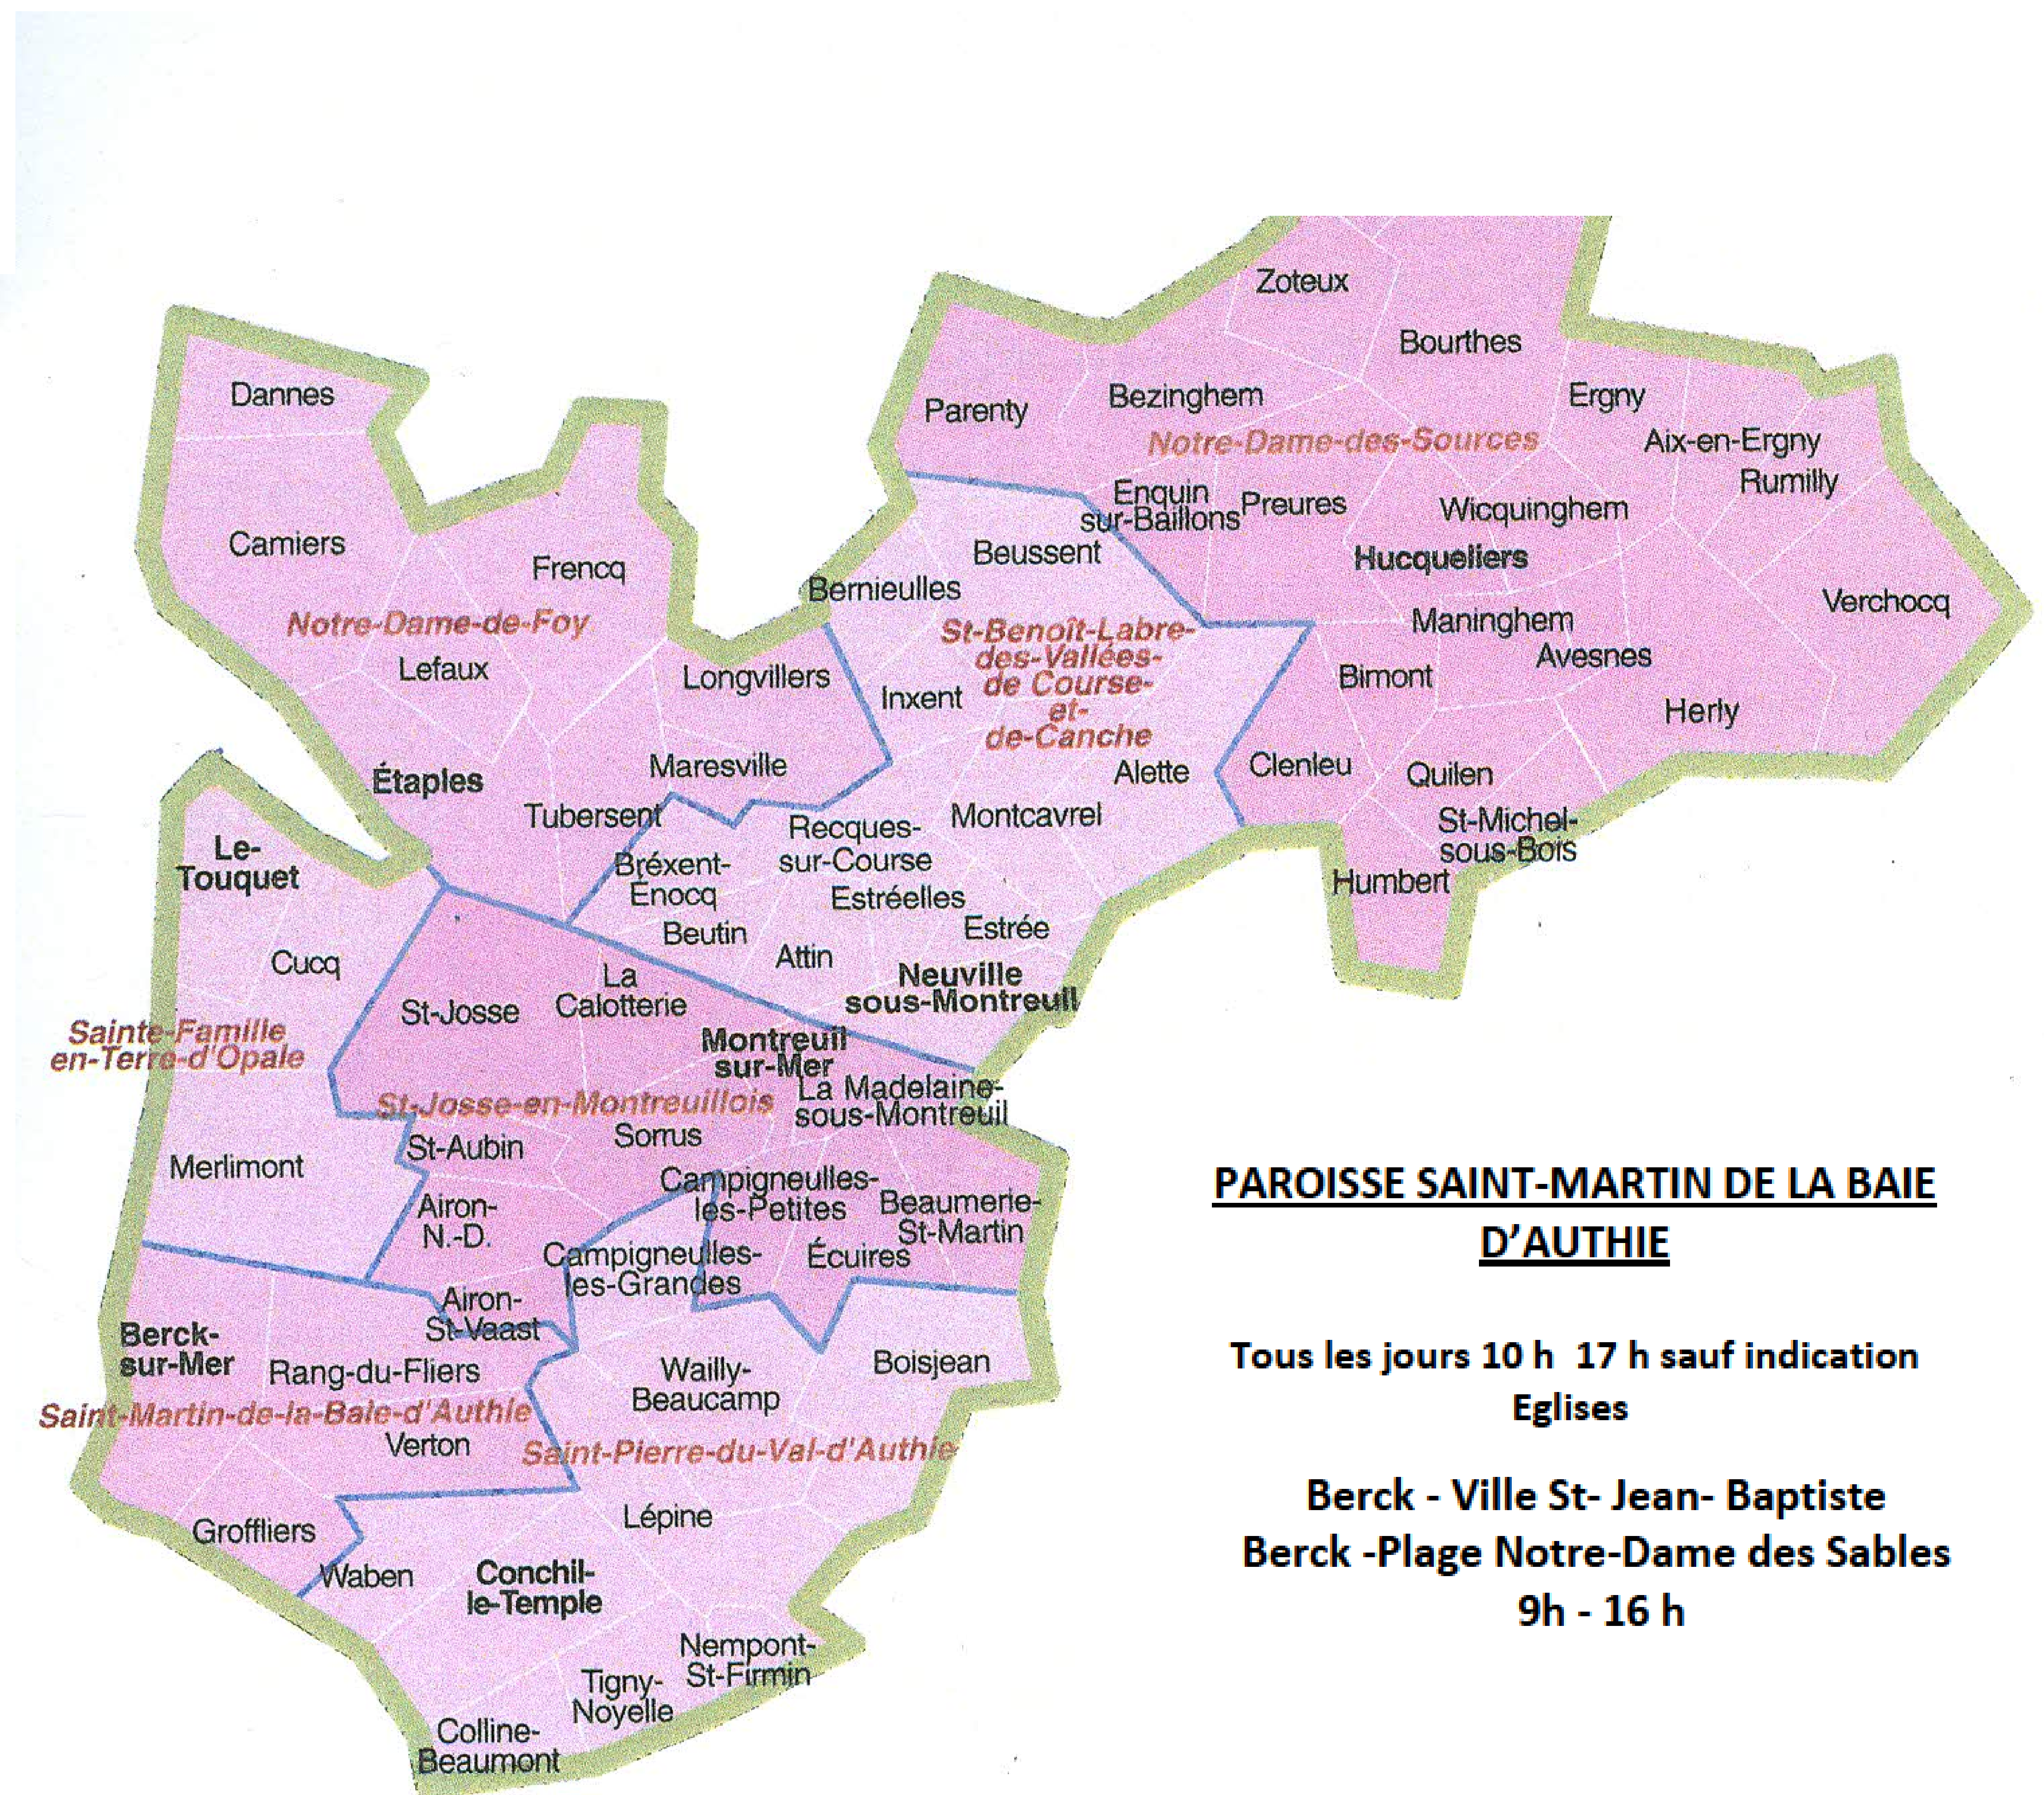 Zoteux
Bourthes
Dannes
Bezinghem
Ergny
Parenty
Notre-Dame-des-Sources
Aix-en-Ergny
Rumilly
Enquin
sur-Baillons
Preures
Wicquinghem
Camiers
Frencq
Beussent
Hucqueliers
Bernieulles
Verchocq
Notre-Dame-de-Foy
Maninghem
St-Benoît-Labre-
des-Vallées-
de Course-
et-
de-Canche
Avesnes
Lefaux
Longvillers
Inxent
Bimont
Herly
Étaples
Maresville
Alette
Clenleu
Quilen
Tubersent
Montcavrel
Recques-
sur-Course
St-Michel-
sous-Bois
Le-
Touquet
Bréxent-
Énocq
Humbert
Estréelles
Beutin
Estrée
Attin
Cucq
Neuville
sous-Montreuil
La
Calotterie
St-Josse
Sainte-Famille
en-Terre-d'Opale
Montreuil
sur-Mer
La Madelaine-
sous-Montreuil
St-Josse-en-Montreuillois
Sorrus
St-Aubin
Merlimont
Campigneulles-
les-Petites
Beaumerie-
St-Martin
Airon-
N.-D.
Campigneulles-
les-Grandes
Écuires
Airon-
St-Vaast
Berck-
sur-Mer
Rang-du-Fliers
Wailly-
Beaucamp
Boisjean
Saint-Martin-de-la-Baie-d'Authie
Verton
Saint-Pierre-du-Val-d'Authie
Lépine
Groffliers
Waben
Conchil-
le-Temple
Nempont-
St-Firmin
Tigny-
Noyelle
Colline-
Beaumont
PAROISSE SAINT-MARTIN DE LA BAIE
D'AUTHIE
Tous les jours 10 h 17 h sauf indication
Eglises
Berck - Ville St- Jean- Baptiste
Berck -Plage Notre-Dame des Sables
9h - 16 h